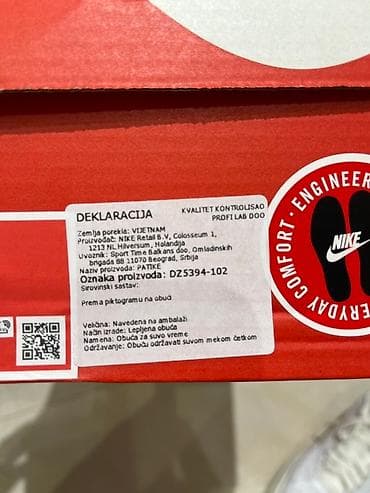 DEKLARACIJA
KVALITET KONTROLISAO
PROFI LAB DOO
Zemlja porekla: VIJETNAM
Proizvođač: NIKE Retail B.V, Colosseum 1,
1213 NL Hilversum, Holandija
Uvoznik: Sport Time Balkans doo, Omladinskih
brigada 88 11070 Beograd, Srbija
Naziv proizvoda: PATIKE
Oznaka proizvoda: DZ5394-102
Sirovinski sastav:
Prema piktogramu na obući
Veličina: Navedena na ambalaži
Način izrade: Lepljena obuća
Namena: Obuća za suvo vreme
Održavanje: Obuću održavati suvom mekom četkom
EVERYDAY COMFORT · ENGINEER
NIKE